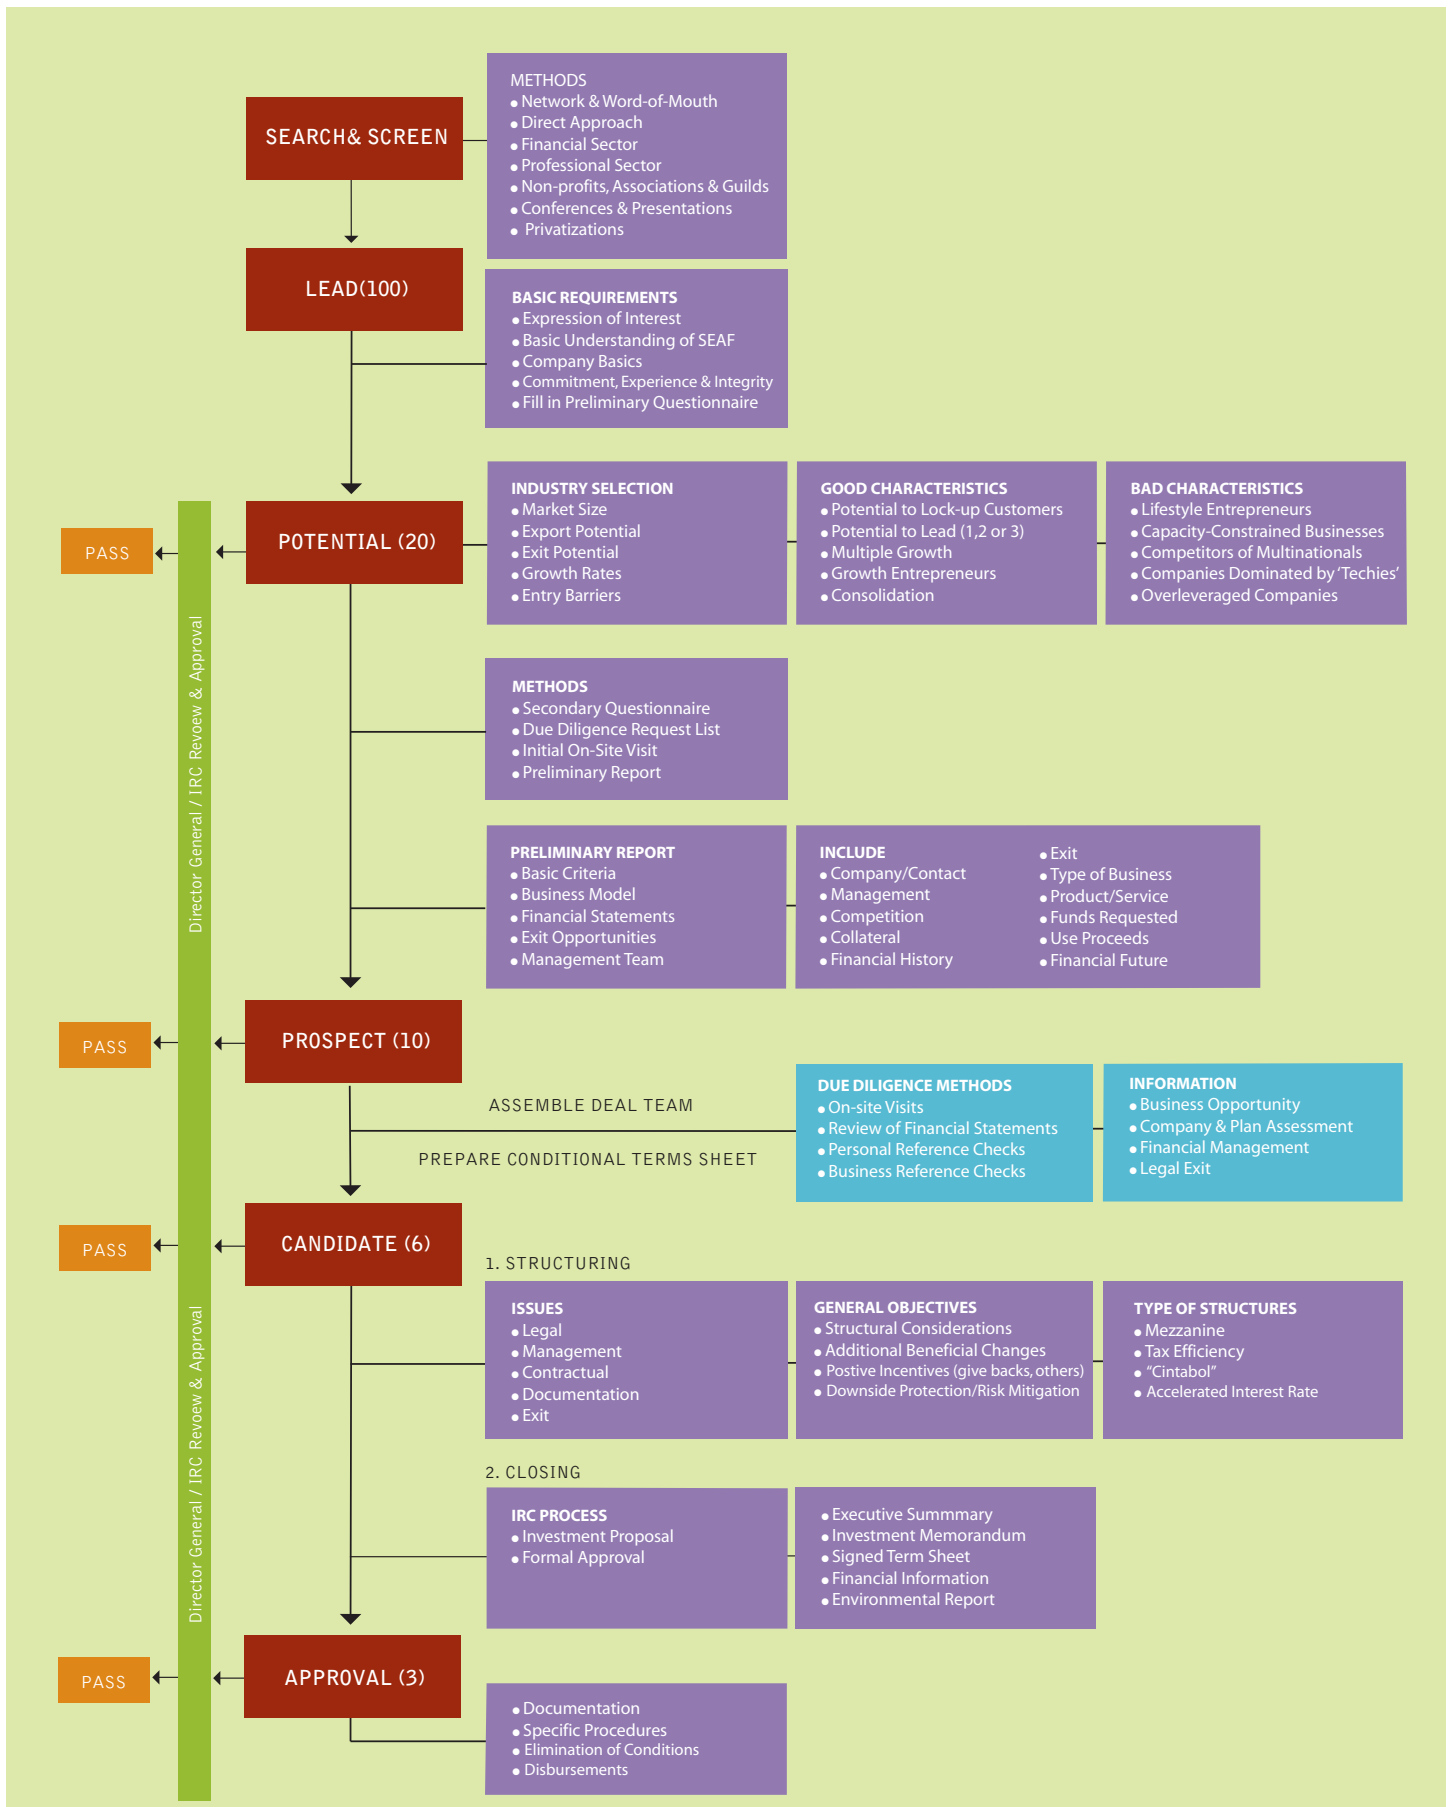 SEARCH& SCREEN
METHODS
• Network & Word-of-Mouth
• Direct Approach
• Financial Sector
• Professional Sector
• Non-profits, Associations & Guilds
• Conferences & Presentations
• Privatizations
LEAD(100)
BASIC REQUIREMENTS
• Expression of Interest
• Basic Understanding of SEAF
• Company Basics
• Commitment, Experience & Integrity
• Fill in Preliminary Questionnaire
PASS
POTENTIAL (20)
INDUSTRY SELECTION
• Market Size
• Export Potential
• Exit Potential
• Growth Rates
• Entry Barriers
GOOD CHARACTERISTICS
• Potential to Lock-up Customers
• Potential to Lead (1,2 or 3)
• Multiple Growth
• Growth Entrepreneurs
• Consolidation
BAD CHARACTERISTICS
• Lifestyle Entrepreneurs
• Capacity-Constrained Businesses
• Competitors of Multinationals
• Companies Dominated by 'Techies'
• Overleveraged Companies
Director General / IRC Revoew & Approval
METHODS
• Secondary Questionnaire
• Due Diligence Request List
• Initial On-Site Visit
• Preliminary Report
PRELIMINARY REPORT
• Basic Criteria
• Business Model
• Financial Statements
• Exit Opportunities
• Management Team
INCLUDE
• Company/Contact
• Management
• Competition
• Collateral
• Financial History
• Exit
• Type of Business
• Product/Service
• Funds Requested
• Use Proceeds
• Financial Future
PASS
PROSPECT (10)
ASSEMBLE DEAL TEAM
PREPARE CONDITIONAL TERMS SHEET
DUE DILIGENCE METHODS
• On-site Visits
• Review of Financial Statements
• Personal Reference Checks
• Business Reference Checks
INFORMATION
• Business Opportunity
• Company & Plan Assessment
• Financial Management
• Legal Exit
PASS
CANDIDATE (6)
1. STRUCTURING
ISSUES
• Legal
• Management
• Contractual
• Documentation
• Exit
GENERAL OBJECTIVES
• Structural Considerations
• Additional Beneficial Changes
• Postive Incentives (give backs, others)
• Downside Protection/Risk Mitigation
TYPE OF STRUCTURES
• Mezzanine
• Tax Efficiency
• "Cintabol"
• Accelerated Interest Rate
Director General / IRC Revoew & Approval
2. CLOSING
IRC PROCESS
• Investment Proposal
• Formal Approval
• Executive Summmary
• Investment Memorandum
• Signed Term Sheet
• Financial Information
• Environmental Report
PASS
APPROVAL (3)
• Documentation
• Specific Procedures
• Elimination of Conditions
• Disbursements